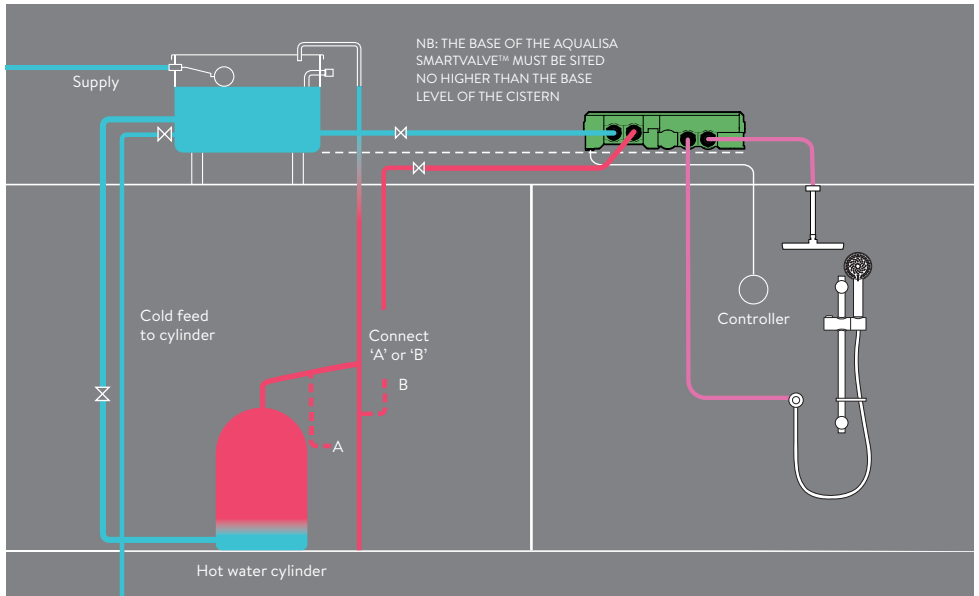 NB: THE BASE OF THE AQUALISA
SMARTVALVE™ MUST BE SITED
NO HIGHER THAN THE BASE
LEVEL OF THE CISTERN
Supply
Cold feed
to cylinder
Connect
‘A’ or ‘B’
B
A
Controller
Hot water cylinder